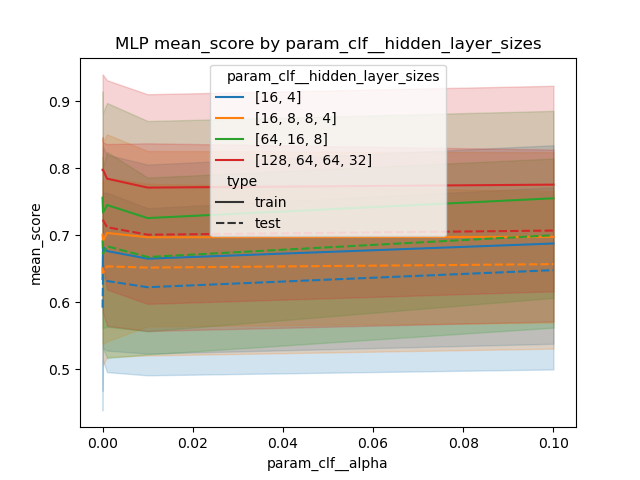 MLP mean_score by param_clf__hidden_layer_sizes
param_clf__hidden_layer_sizes
[16, 4]
[16, 8, 8, 4]
[64, 16, 8]
[128, 64, 64, 32]
type
train
test
mean_score
0.9
0.8
0.7
0.6
0.5
0.00 0.02 0.04 0.06 0.08 0.10
param_clf__alpha